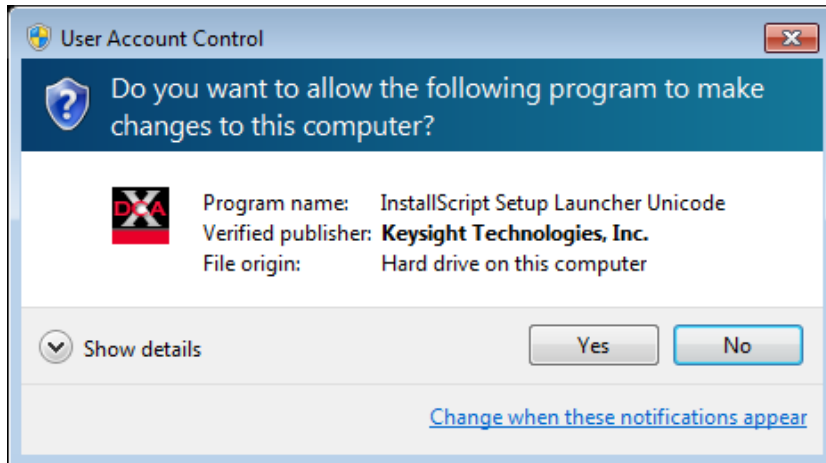 User Account Control
Do you want to allow the following program to make
changes to this computer?
DCA
X
Program name: InstallScript Setup Launcher Unicode
Verified publisher: Keysight Technologies, Inc.
File origin: Hard drive on this computer
Show details
Yes
No
Change when these notifications appear